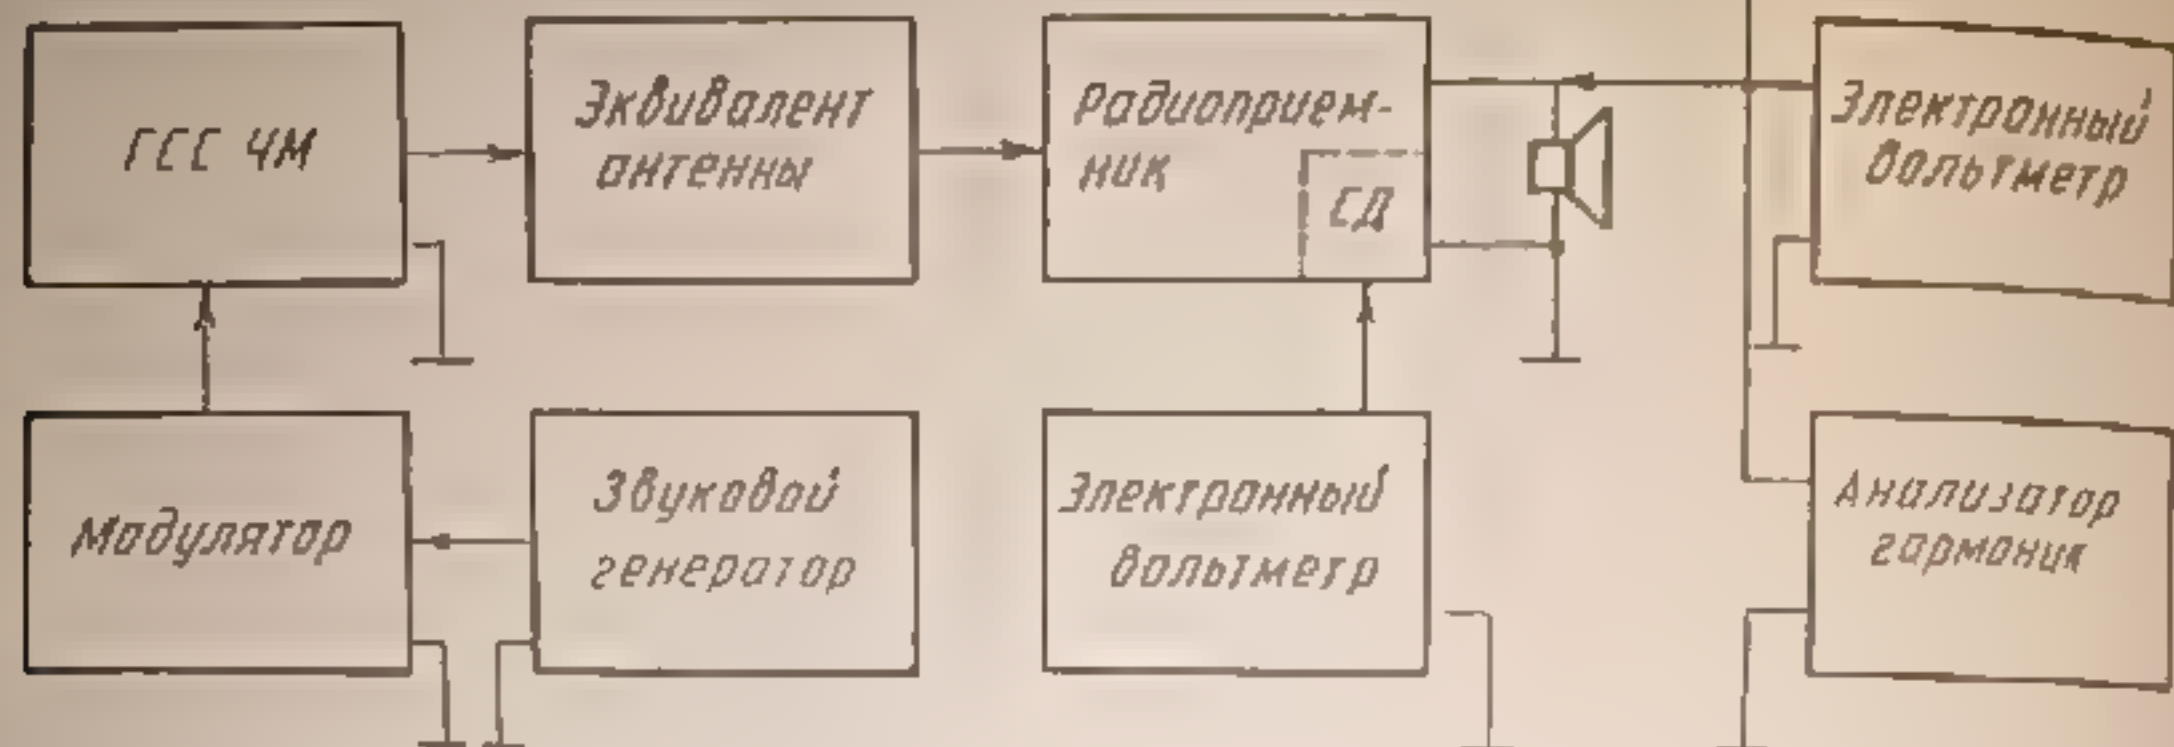 ГСС ЧМ
Эквивалент
антенны
Радиоприем-
ник
СД
Электронный
вольтметр
Модулятор
Звуковой
генератор
Электронный
вольтметр
Анализатор
гармоник